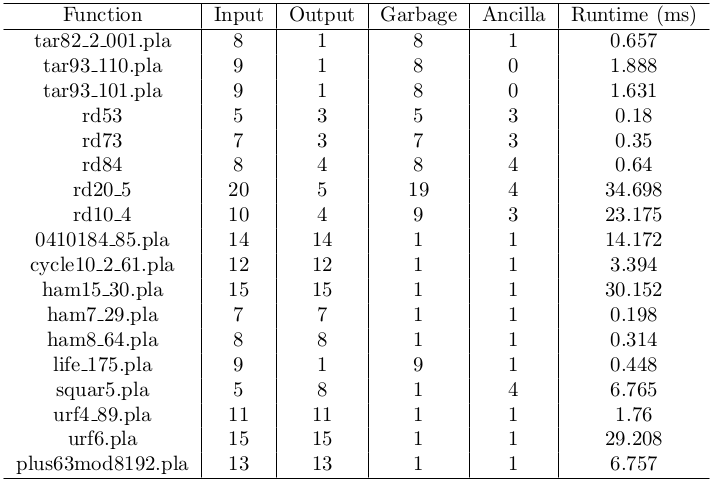 Function Input Output Garbage Ancilla Runtime (ms)
tar82_2_001.pla 8 1 8 1 0.657
tar93_110.pla 9 1 8 0 1.888
tar93_101.pla 9 1 8 0 1.631
rd53 5 3 5 3 0.18
rd73 7 3 7 3 0.35
rd84 8 4 8 4 0.64
rd20_5 20 5 19 4 34.698
rd10_4 10 4 9 3 23.175
0410184_85.pla 14 14 1 1 14.172
cycle10_2_61.pla 12 12 1 1 3.394
ham15_30.pla 15 15 1 1 30.152
ham7_29.pla 7 7 1 1 0.198
ham8_64.pla 8 8 1 1 0.314
life_175.pla 9 1 9 1 0.448
squar5.pla 5 8 1 4 6.765
urf4_89.pla 11 11 1 1 1.76
urf6.pla 15 15 1 1 29.208
plus63mod8192.pla 13 13 1 1 6.757